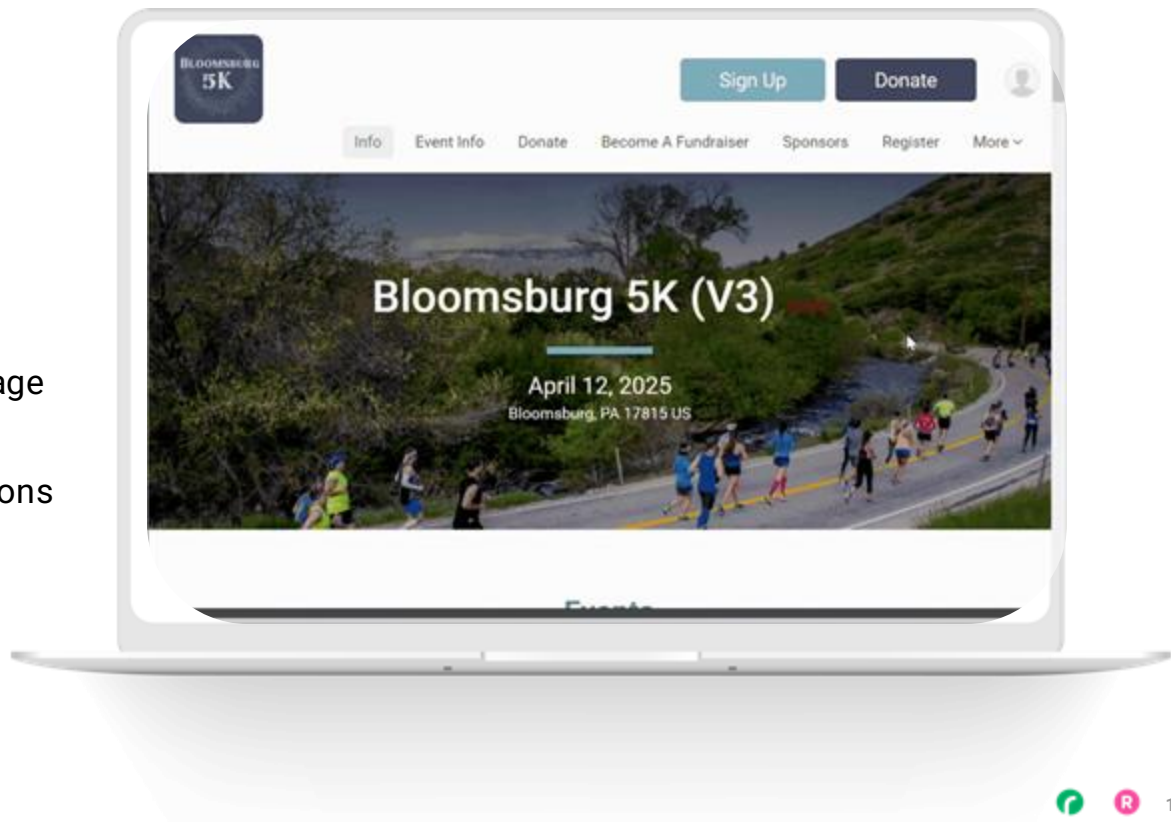 BLOOMSBURG
5K
Sign Up
Donate
Info
Event Info
Donate
Become A Fundraiser
Sponsors
Register
More
Bloomsburg 5K (V3)
April 12, 2025
Bloomsburg, PA 17815 US
age
ons
Events
R
1